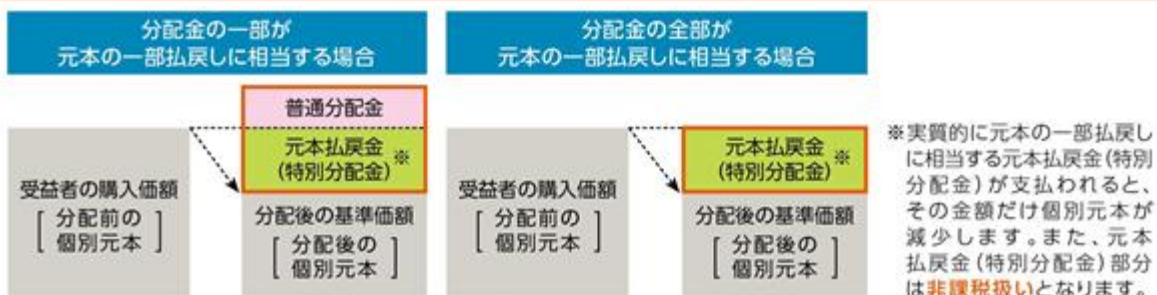 分配金の一部が
元本の一部払戻しに相当する場合
分配金の全部が
元本の一部払戻しに相当する場合
普通分配金
元本払戻金
(特別分配金)
※
受益者の購入価額
[ 分配前の
個別元本 ]
分配後の基準価額
[ 分配後の
個別元本 ]
元本払戻金
(特別分配金)
※
受益者の購入価額
[ 分配前の
個別元本 ]
分配後の基準価額
[ 分配後の
個別元本 ]
※実質的に元本の一部払戻し
に相当する元本払戻金(特別
分配金)が支払われると、
その金額だけ個別元本が
減少します。また、元本
払戻金(特別分配金)部分
は非課税扱いとなります。